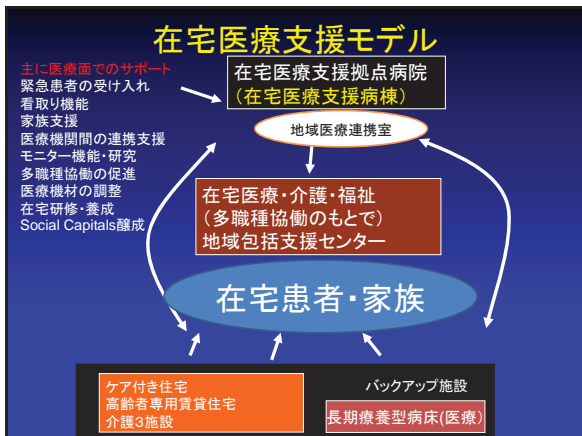 在宅医療支援モデル
主に医療面でのサポート
緊急患者の受け入れ
看取り機能
家族支援
医療機関間の連携支援
モニター機能・研究
多職種協働の促進
医療機材の調整
在宅研修・養成
Social Capitals醸成
在宅医療支援拠点病院
(在宅医療支援病棟)
地域医療連携室
在宅医療・介護・福祉
(多職種協働のもとで)
地域包括支援センター
在宅患者・家族
ケア付き住宅
高齢者専用賃貸住宅
介護3施設
バックアップ施設
長期療養型病床(医療)